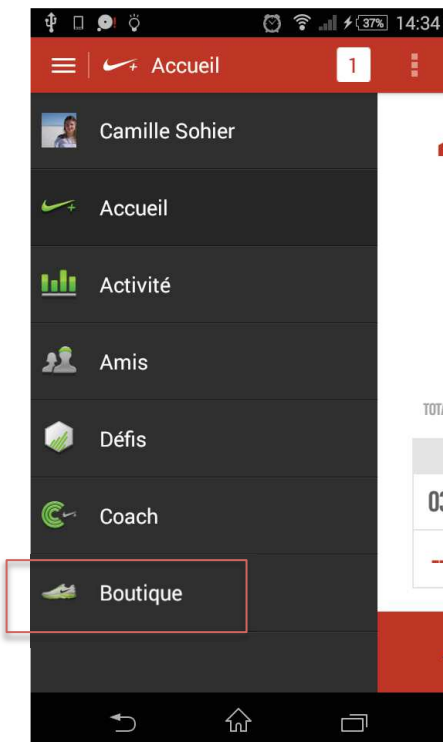 37% 14:34
Accueil 1
Camille Sohier
Accueil
Activité
Amis
Défis
Coach
Boutique